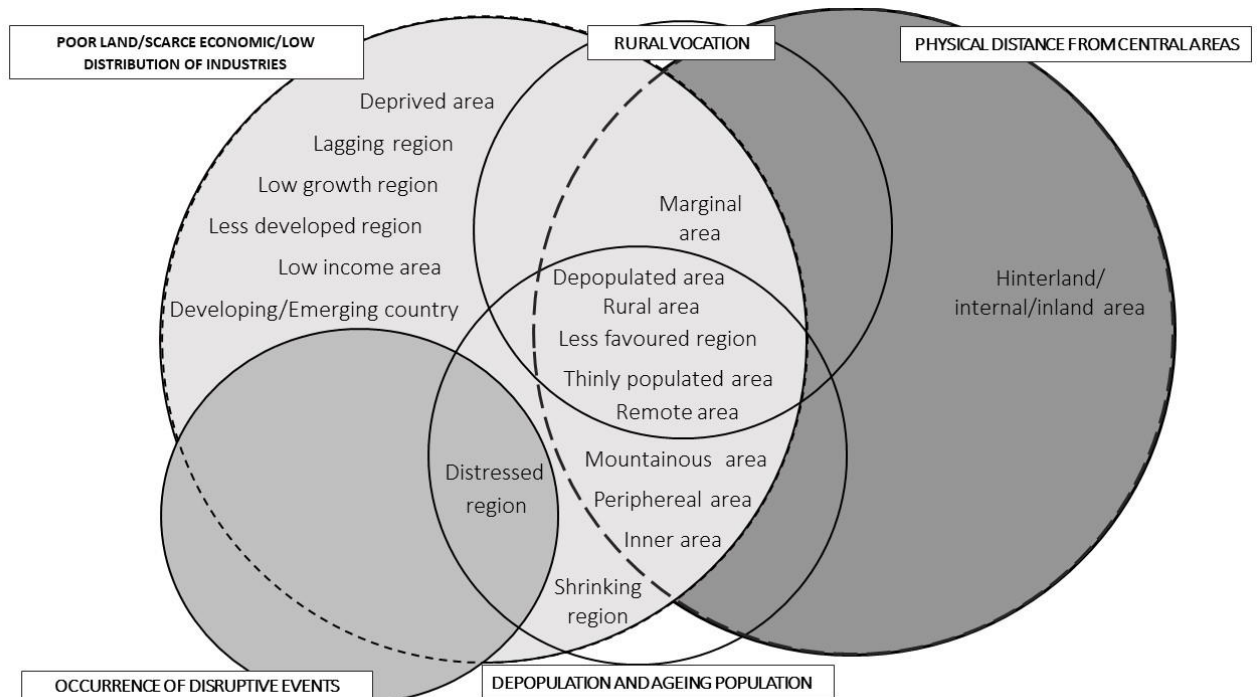 POOR LAND/SCARCE ECONOMIC/LOW
DISTRIBUTION OF INDUSTRIES
RURAL VOCATION
PHYSICAL DISTANCE FROM CENTRAL AREAS
Deprived area
Lagging region
Low growth region
Less developed region
Low income area
Developing/Emerging country
Marginal
area
Depopulated area
Rural area
Less favoured region
Thinly populated area
Remote area
Hinterland/
internal/inland area
Mountainous area
Periphereal area
Inner area
Distressed
region
Shrinking
region
OCCURRENCE OF DISRUPTIVE EVENTS
DEPOPULATION AND AGEING POPULATION